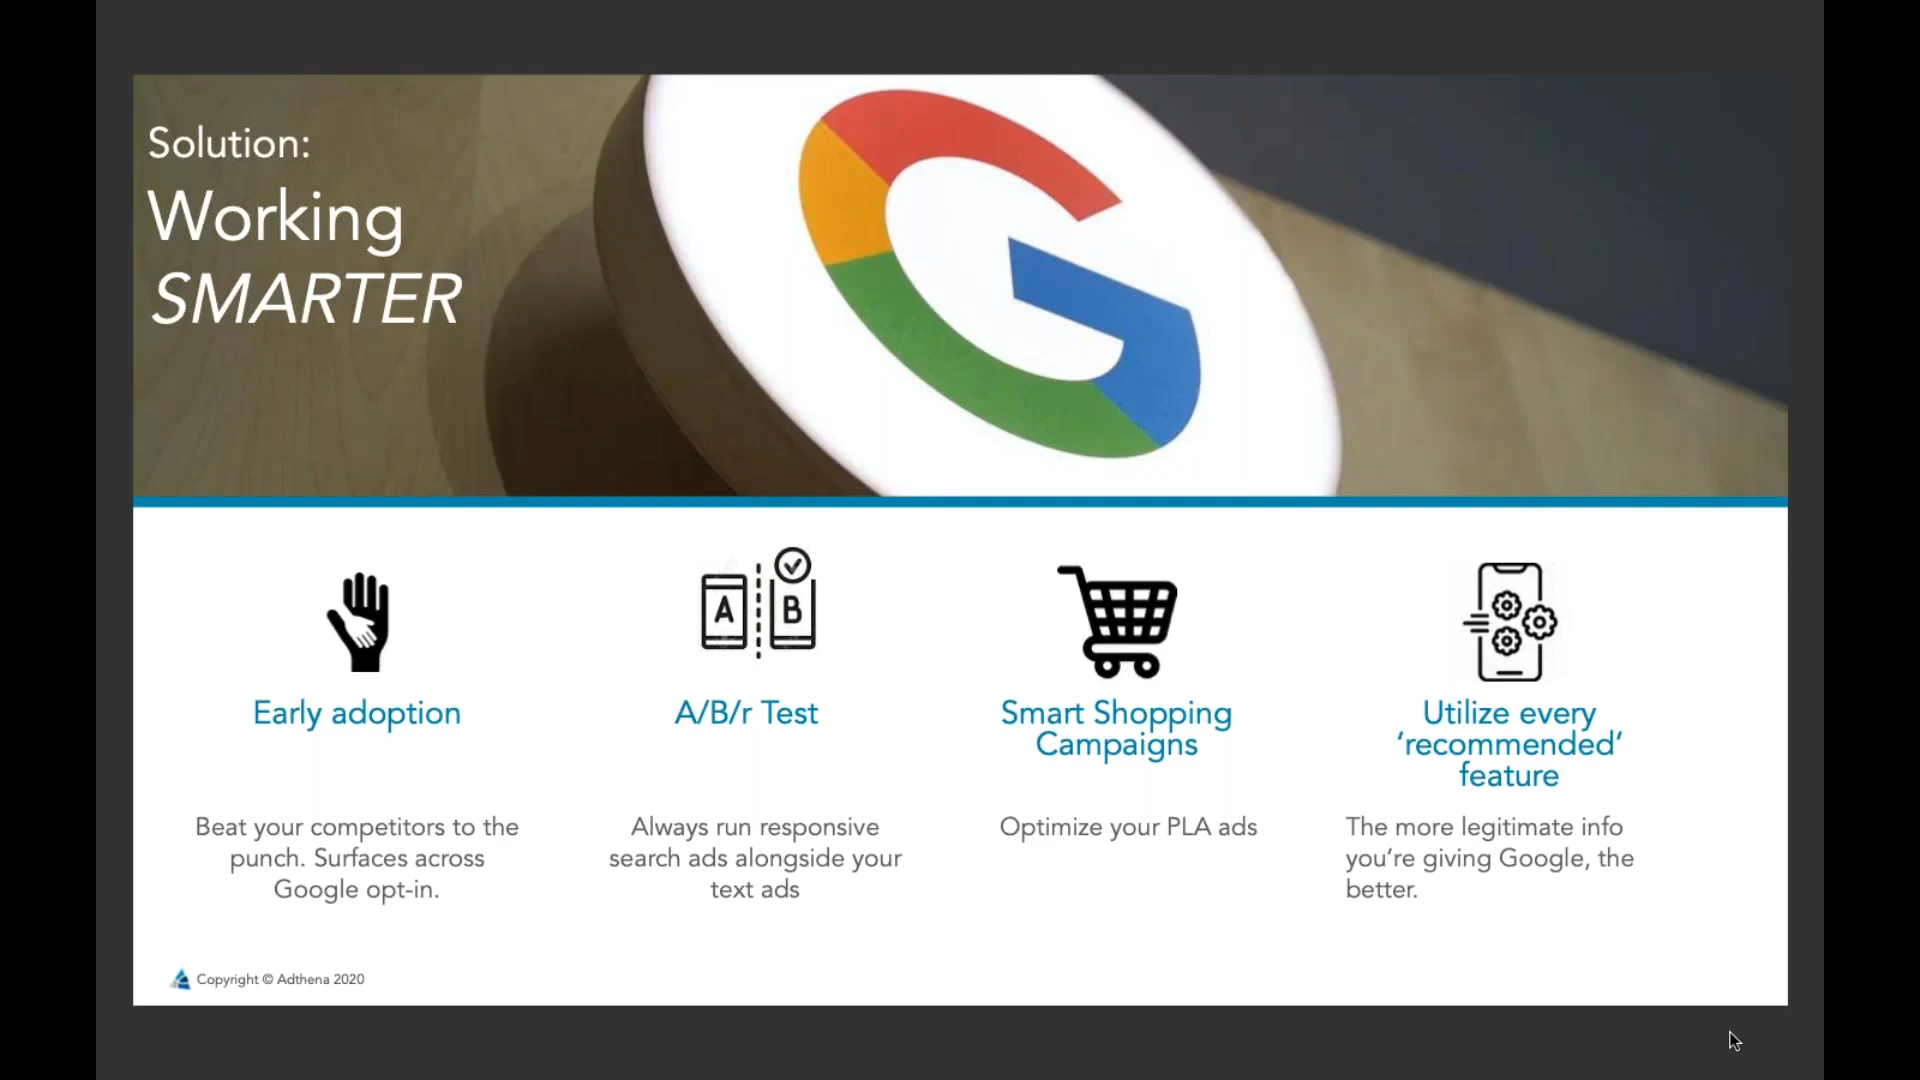 Solution:
Working
SMARTER
A
B
Early adoption
A/B/r Test
Smart Shopping
Campaigns
Utilize every
‘recommended’
feature
Beat your competitors to the
punch. Surfaces across
Google opt-in.
Always run responsive
search ads alongside your
text ads
Optimize your PLA ads
The more legitimate info
you’re giving Google, the
better.
Copyright © Adthena 2020